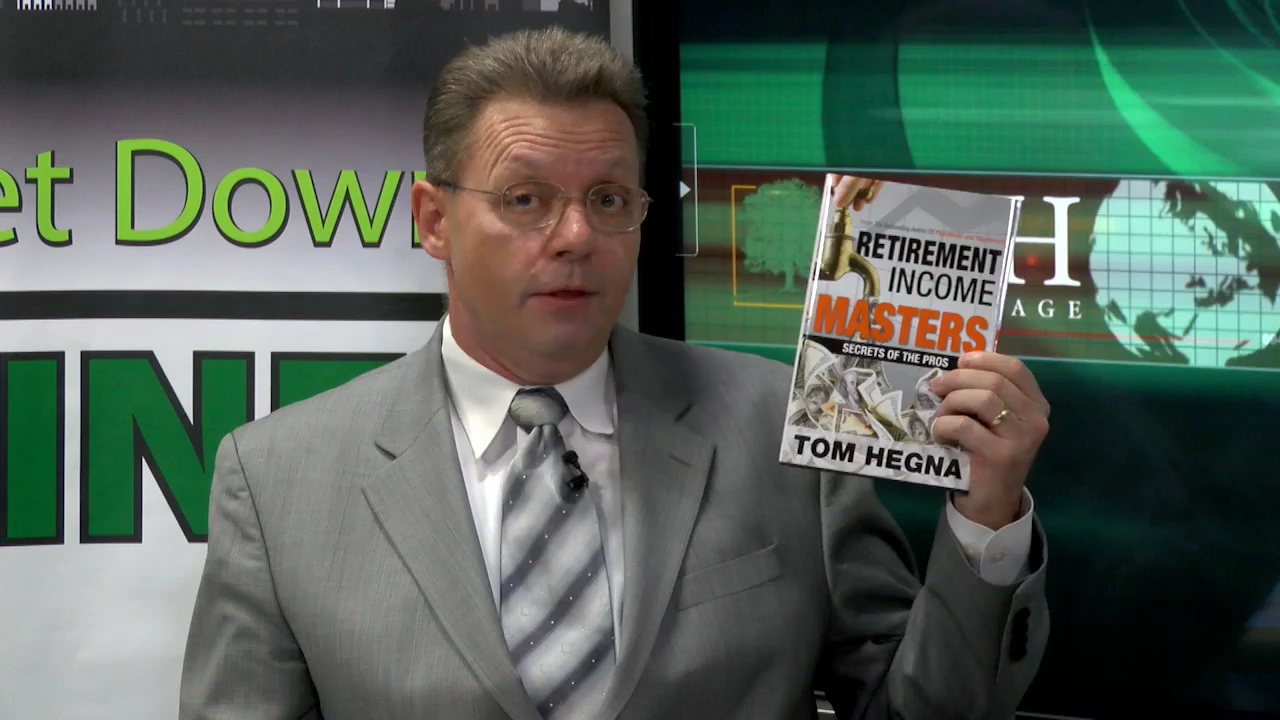 et Dow
IN
RETIREMENT
INCOME
MASTERS
SECRETS OF THE PROS
TOM HEGNA
H
AGE